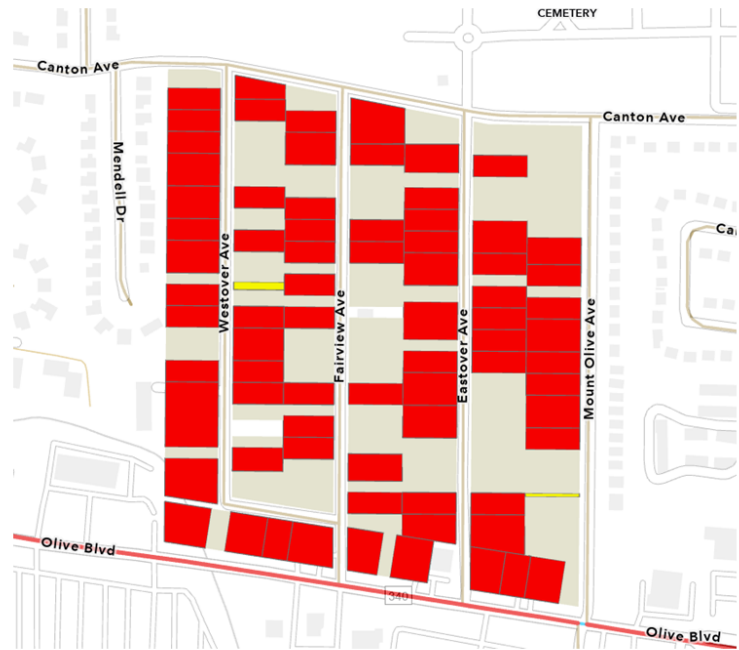 CEMETERY
Canton Ave
Canton Ave
Mendell Dr
Westover Ave
Fairview Ave
Eastover Ave
Mount Olive Ave
Ca
Olive Blvd
340
Olive Blvd